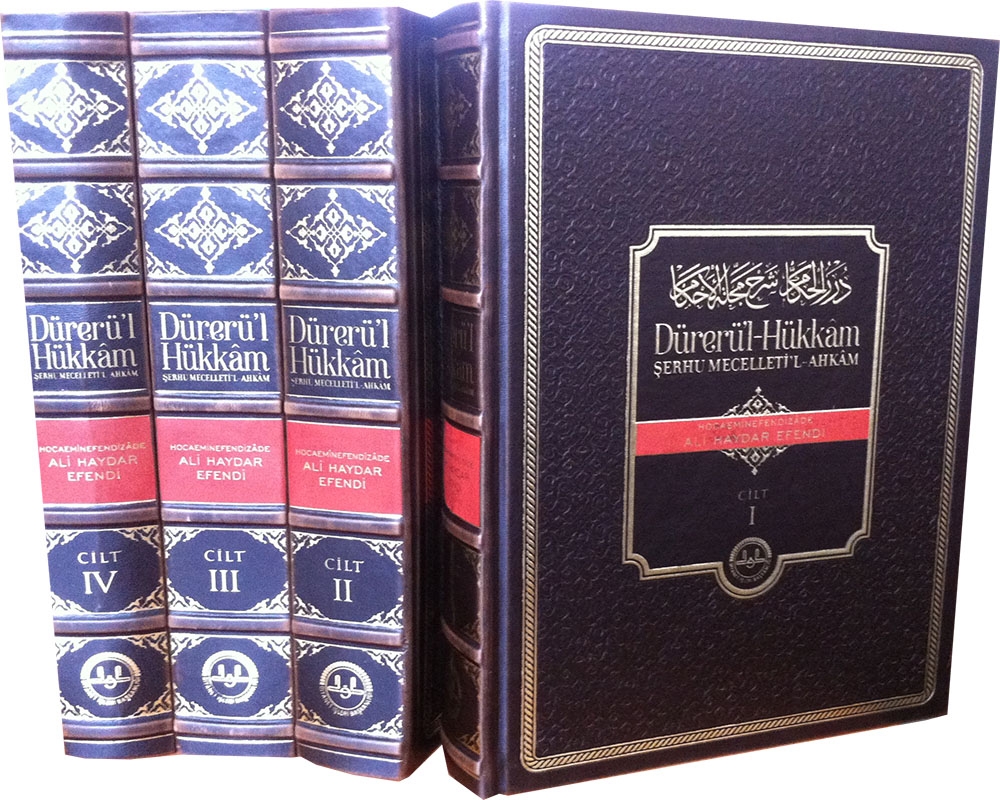 Dürerü'l
Hükkâm
ŞERHU MECELLETİ'L-AHKÂM
HOCAEMİNEFENDİZÂDE
ALİ HAYDAR
EFENDİ
CİLT
IV
Dürerü'l
Hükkâm
ŞERHU MECELLETİ'L-AHKÂM
HOCAEMİNEFENDİZÂDE
ALİ HAYDAR
EFENDİ
CİLT
III
Dürerü'l
Hükkâm
ŞERHU MECELLETİ'L-AHKÂM
HOCAEMİNEFENDİZÂDE
ALİ HAYDAR
EFENDİ
CİLT
II
درر الحكام شرح مجلة الأحكام
Dürerü'l-Hükkâm
ŞERHU MECELLETİ'L-AHKÂM
HOCAEMİNEFENDİZÂDE
ALİ HAYDAR EFENDİ
CİLT
I